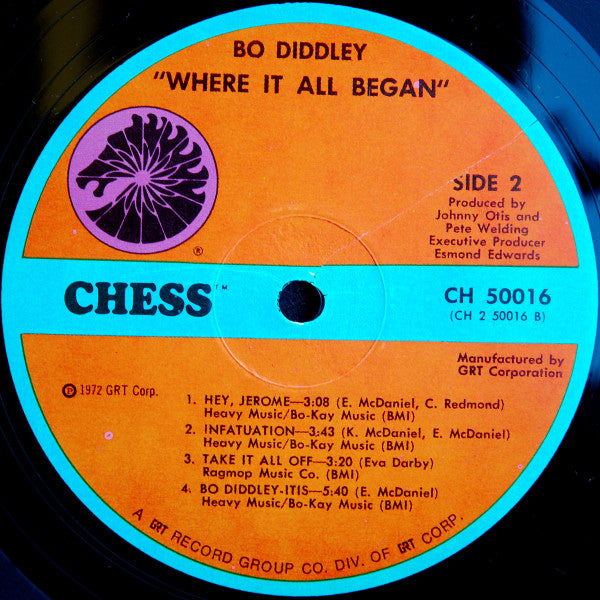 BO DIDDLEY
"WHERE IT ALL BEGAN"
SIDE 2
Produced by
Johnny Otis and
Pete Welding
Executive Producer
Esmond Edwards
®
CHESS™
CH 50016
(CH 2 50016 B)
Manufactured by
GRT Corporation
Ⓟ 1972 GRT Corp.
1. HEY, JEROME—3:08 (E. McDaniel, C. Redmond)
Heavy Music/Bo-Kay Music (BMI)
2. INFATUATION—3:43 (K. McDaniel, E. McDaniel)
Heavy Music/Bo-Kay Music (BMI)
3. TAKE IT ALL OFF—3:20 (Eva Darby)
Ragmop Music Co. (BMI)
4. BO DIDDLEY-ITIS—5:40 (E. McDaniel)
Heavy Music/Bo-Kay Music (BMI)
A GRT RECORD GROUP CO. DIV. OF GRT CORP.